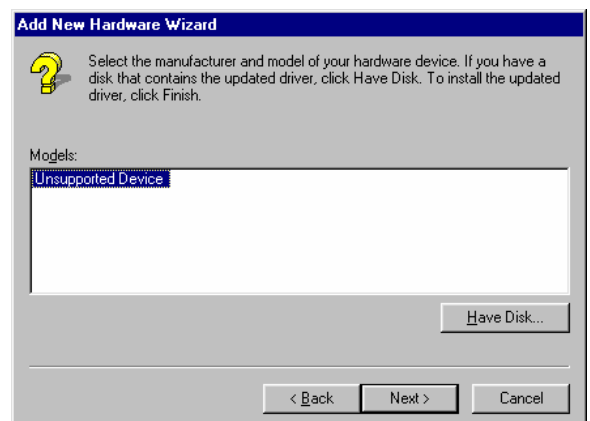 Add New Hardware Wizard
Select the manufacturer and model of your hardware device. If you have a
disk that contains the updated driver, click Have Disk. To install the updated
driver, click Finish.
Models:
Unsupported Device
Have Disk...
< Back Next > Cancel